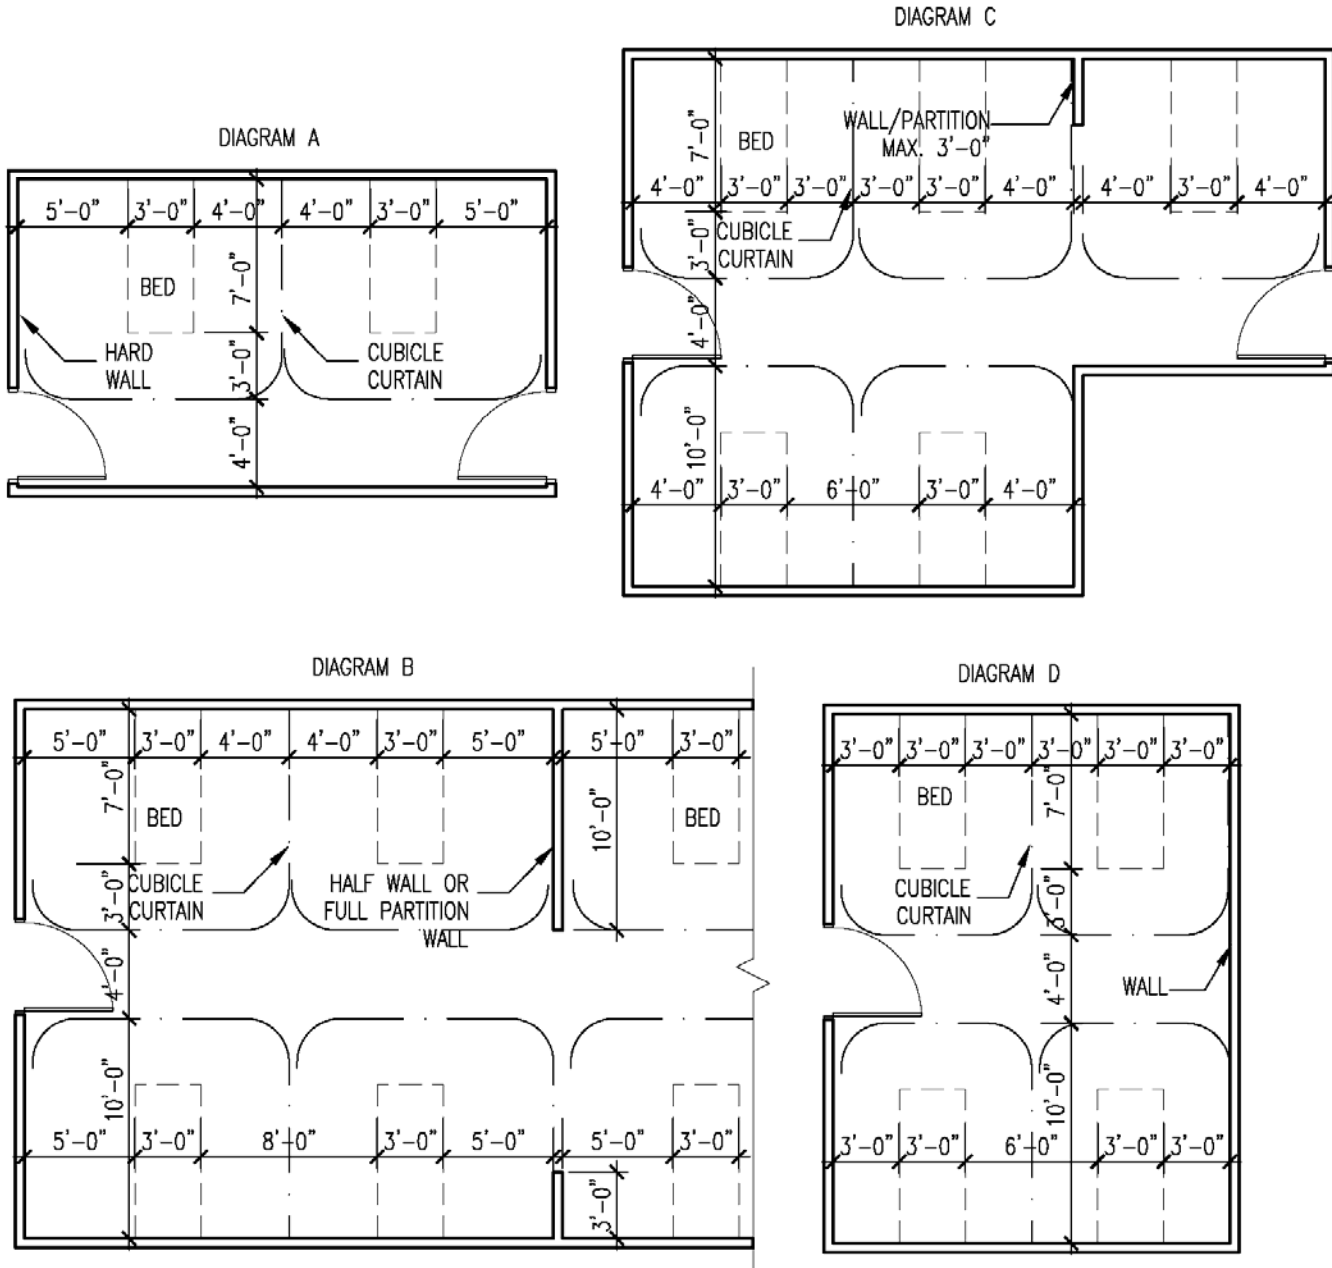 DIAGRAM A
5'-0" 3'-0" 4'-0" 4'-0" 3'-0" 5'-0"
BED
7'-0"
HARD
WALL
CUBICLE
CURTAIN
3'-0"
4'-0"
DIAGRAM C
7'-0"
BED
WALL/PARTITION
MAX. 3'-0"
4'-0" 3'-0" 3'-0" 3'-0" 3'-0" 4'-0" 4'-0" 3'-0" 4'-0"
CUBICLE
CURTAIN
3'-0"
4'-0"
10'-0"
4'-0" 3'-0" 6'-0" 3'-0" 4'-0"
DIAGRAM B
5'-0" 3'-0" 4'-0" 4'-0" 3'-0" 5'-0" 5'-0" 3'-0"
7'-0"
BED
10'-0"
BED
CUBICLE
CURTAIN
HALF WALL OR
FULL PARTITION
WALL
3'-0"
4'-0"
10'-0"
5'-0" 3'-0" 8'-0" 3'-0" 5'-0" 5'-0" 3'-0"
3'-0"
DIAGRAM D
3'-0" 3'-0" 3'-0" 3'-0" 3'-0" 3'-0"
BED
7'-0"
CUBICLE
CURTAIN
3'-0"
4'-0"
WALL
10'-0"
3'-0" 3'-0" 6'-0" 3'-0" 3'-0"